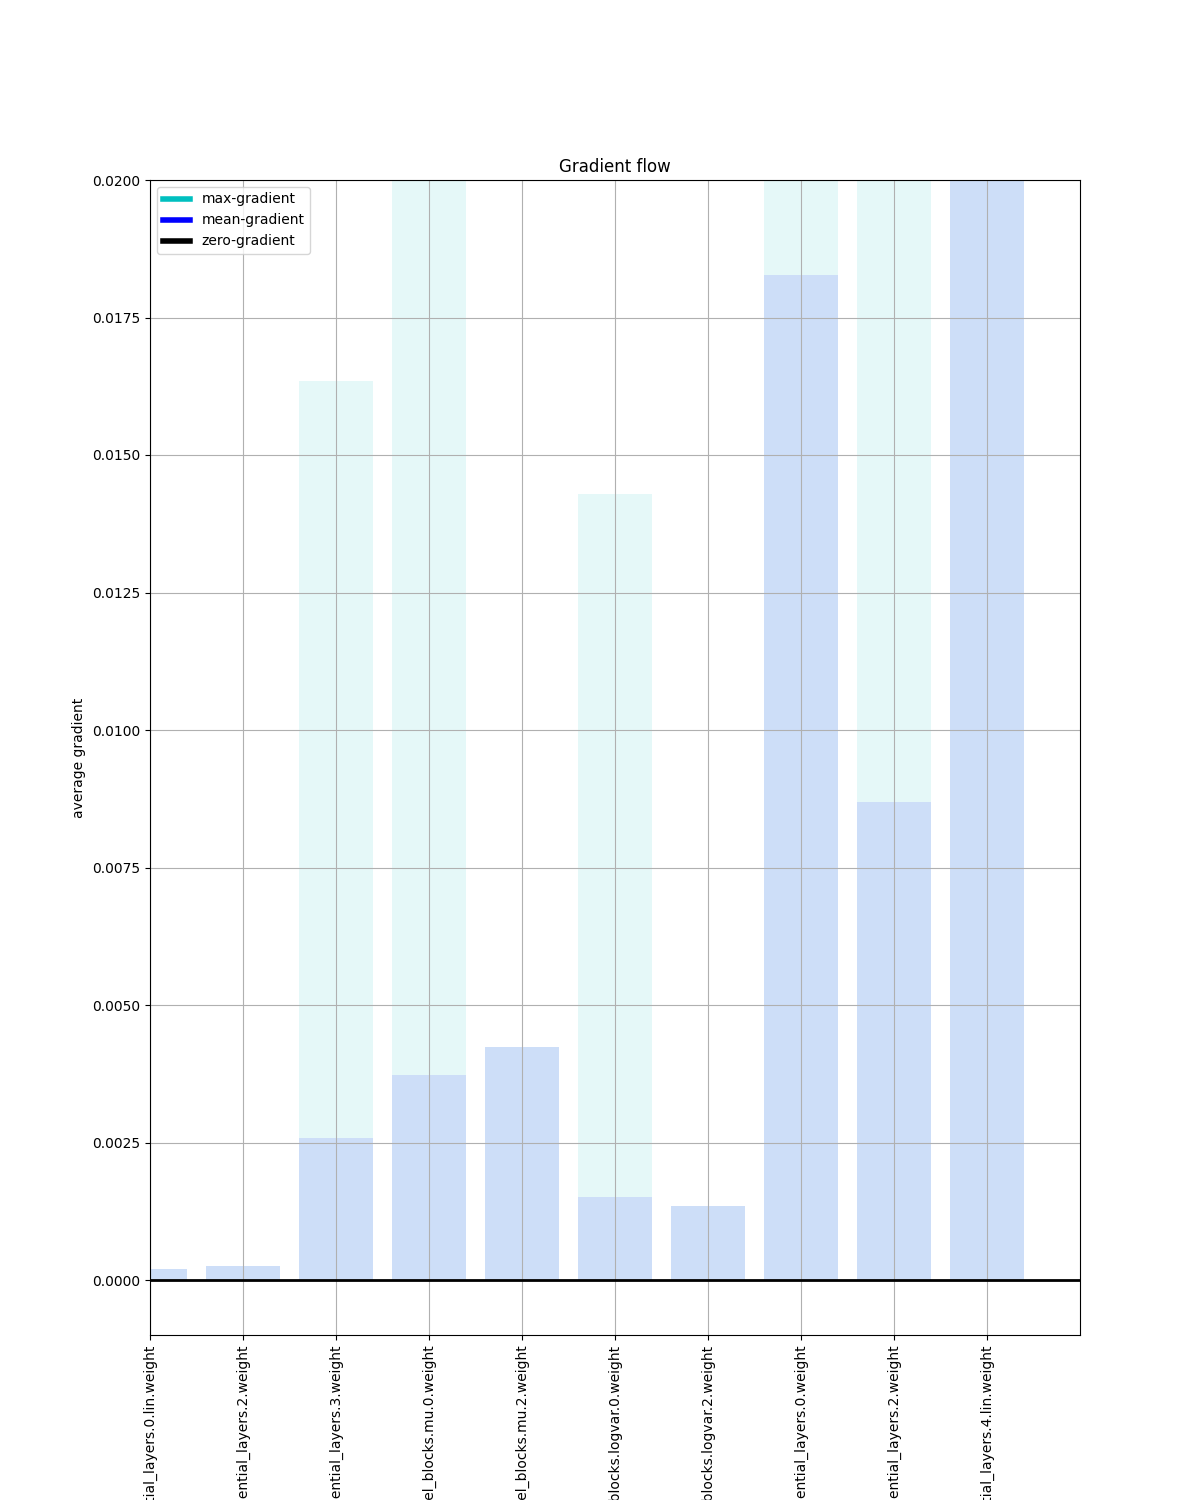 Gradient flow
max-gradient
mean-gradient
zero-gradient
0.0200
0.0175
0.0150
0.0125
0.0100
0.0075
0.0050
0.0025
0.0000
average gradient
tial_layers.0.lin.weight
ential_layers.2.weight
ential_layers.3.weight
el_blocks.mu.0.weight
el_blocks.mu.2.weight
blocks.logvar.0.weight
blocks.logvar.2.weight
ential_layers.0.weight
ential_layers.2.weight
tial_layers.4.lin.weight